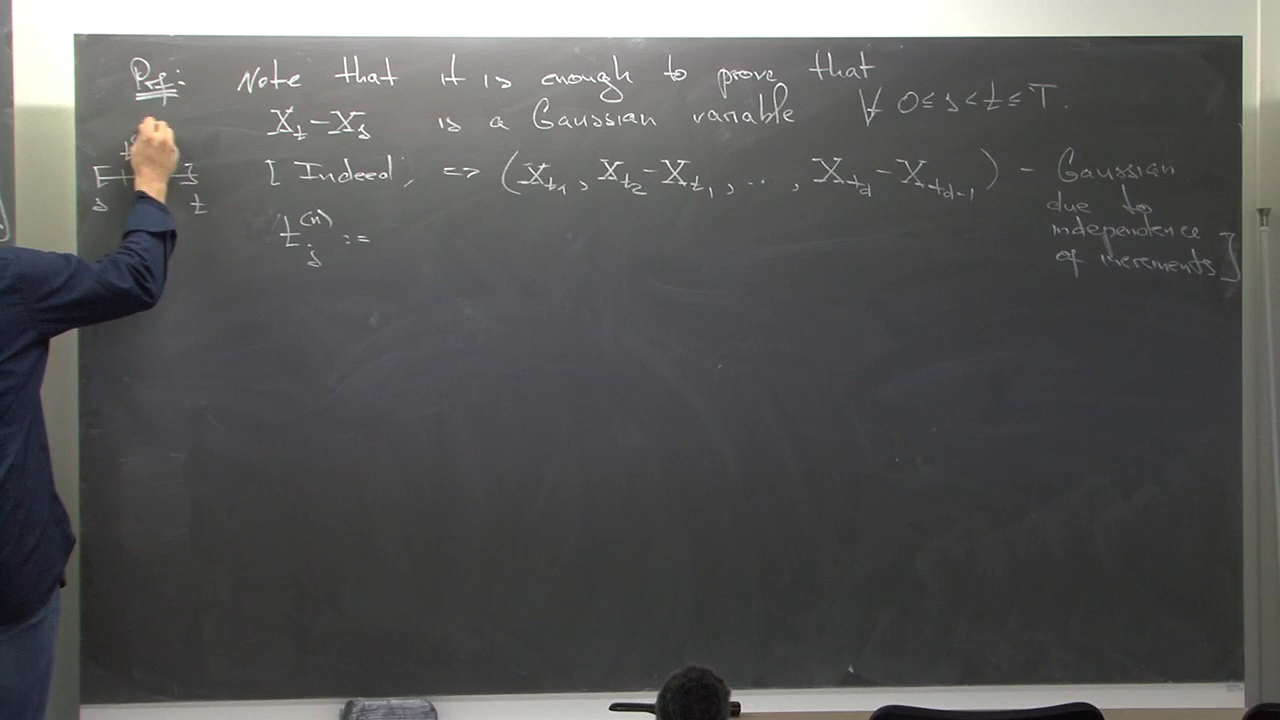 Prf:
Note that it is enough to prove that
X_t - X_s is a Gaussian variable ∀ 0 ≤ s < t ≤ T.
[ Indeed, => (X_{t_1}, X_{t_2} - X_{t_1}, ..., X_{t_d} - X_{t_{d-1}}) - Gaussian
due to
independence
of increments ]
t_j^{(n)} :=
[ ]
s t